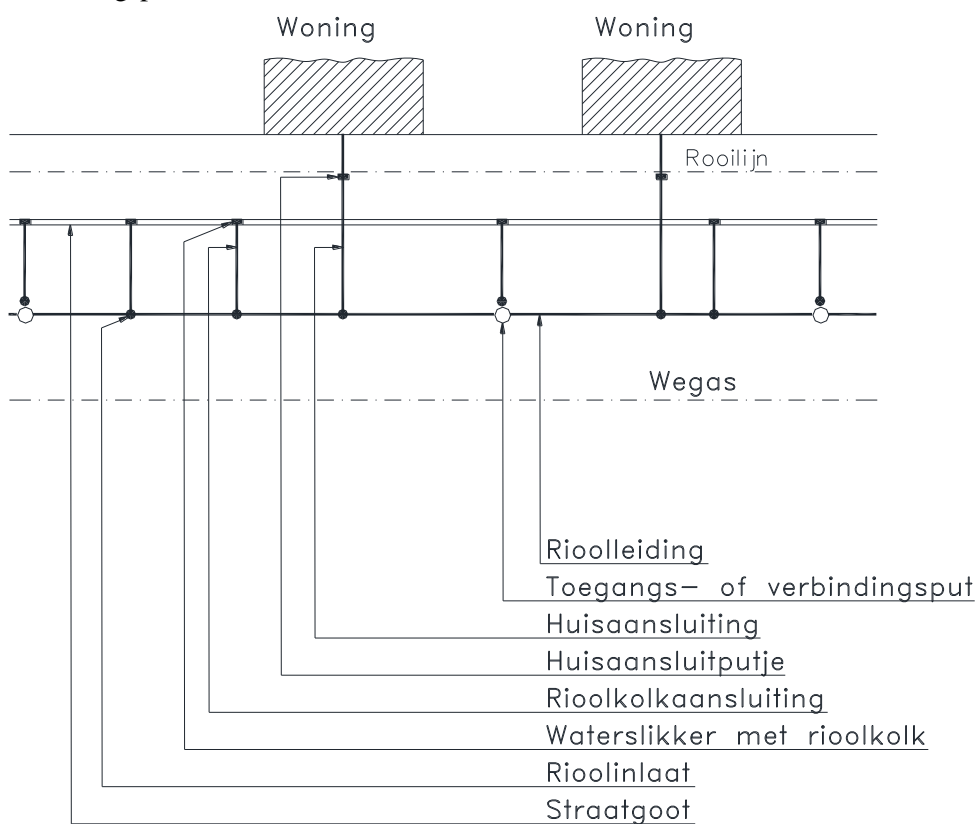 Woning Woning
Rooilijn
Wegas
Rioolleiding
Toegangs- of verbindingsput
Huisaansluiting
Huisaansluitputje
Rioolkolkaansluiting
Waterslikker met rioolkolk
Rioolinlaat
Straatgoot